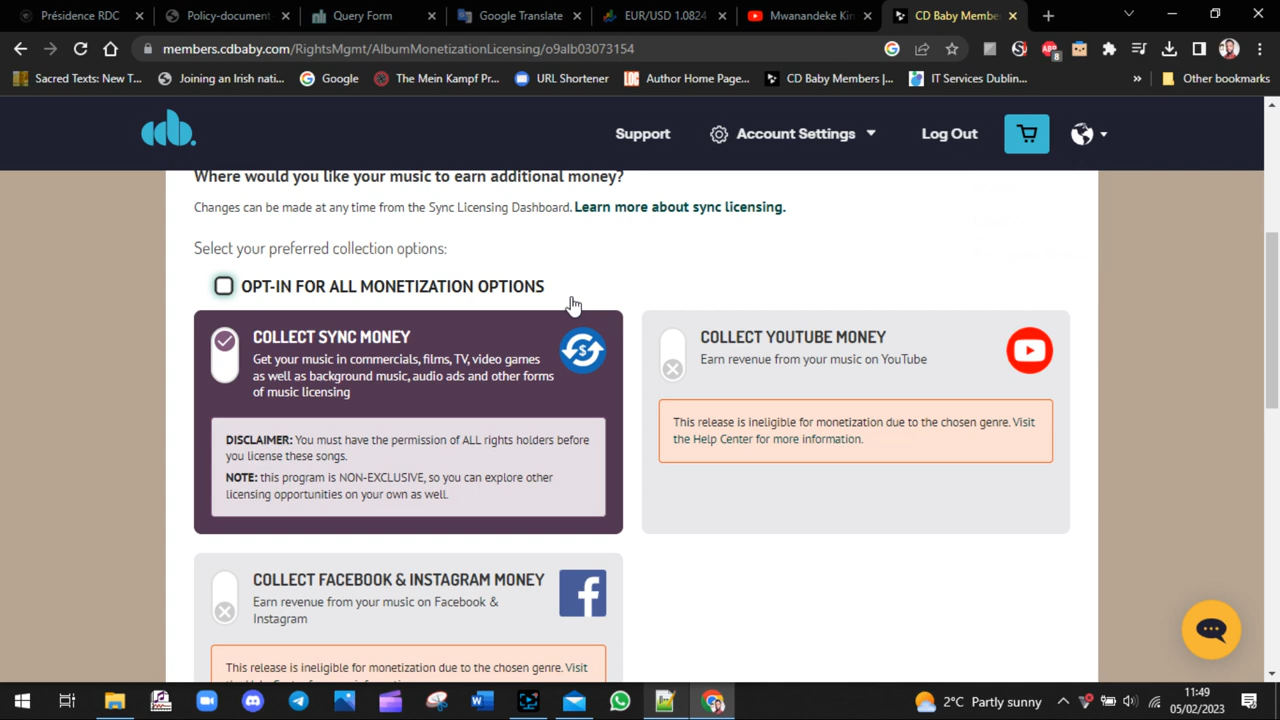 Présidence RDC
Policy-document
Query Form
Google Translate
EUR/USD 1.0824
Mwanandeke Kin
CD Baby Membe
members.cdbaby.com/RightsMgmt/AlbumMonetizationLicensing/o9alb03073154
8
Sacred Texts: New T...
Joining an Irish nati...
Google
The Mein Kampf Pr...
URL Shortener
Author Home Page...
CD Baby Members |...
IT Services Dublin...
Other bookmarks
Support
Account Settings
Log Out
Where would you like your music to earn additional money?
Changes can be made at any time from the Sync Licensing Dashboard. Learn more about sync licensing.
Select your preferred collection options:
OPT-IN FOR ALL MONETIZATION OPTIONS
COLLECT SYNC MONEY
Get your music in commercials, films, TV, video games
as well as background music, audio ads and other forms
of music licensing
DISCLAIMER: You must have the permission of ALL rights holders before
you license these songs.
NOTE: this program is NON-EXCLUSIVE, so you can explore other
licensing opportunities on your own as well.
COLLECT YOUTUBE MONEY
Earn revenue from your music on YouTube
This release is ineligible for monetization due to the chosen genre. Visit
the Help Center for more information.
COLLECT FACEBOOK & INSTAGRAM MONEY
Earn revenue from your music on Facebook &
Instagram
This release is ineligible for monetization due to the chosen genre. Visit
2°C Partly sunny
11:49
05/02/2023